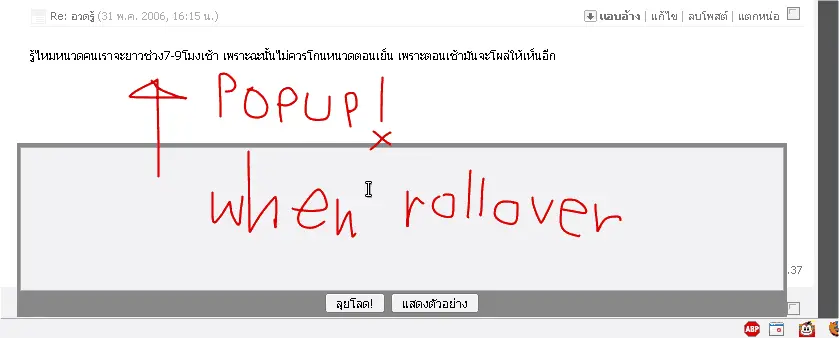 Re: อวดรู้ (31 พ.ค. 2006, 16:15 น.) แอบอ้าง | แก้ไข | ลบโพสต์ | แตกหน่อ
รู้ไหมหนวดคนเราจะยาวช่วง7-9โมงเช้า เพราะฉะนั้นไม่ควรโกนหนวดตอนเย็น เพราะตอนเช้ามันจะโผล่ให้เห็นอีก
POPUP!
x
when rollover
.37
ลุยโลด! แสดงตัวอย่าง
ABP